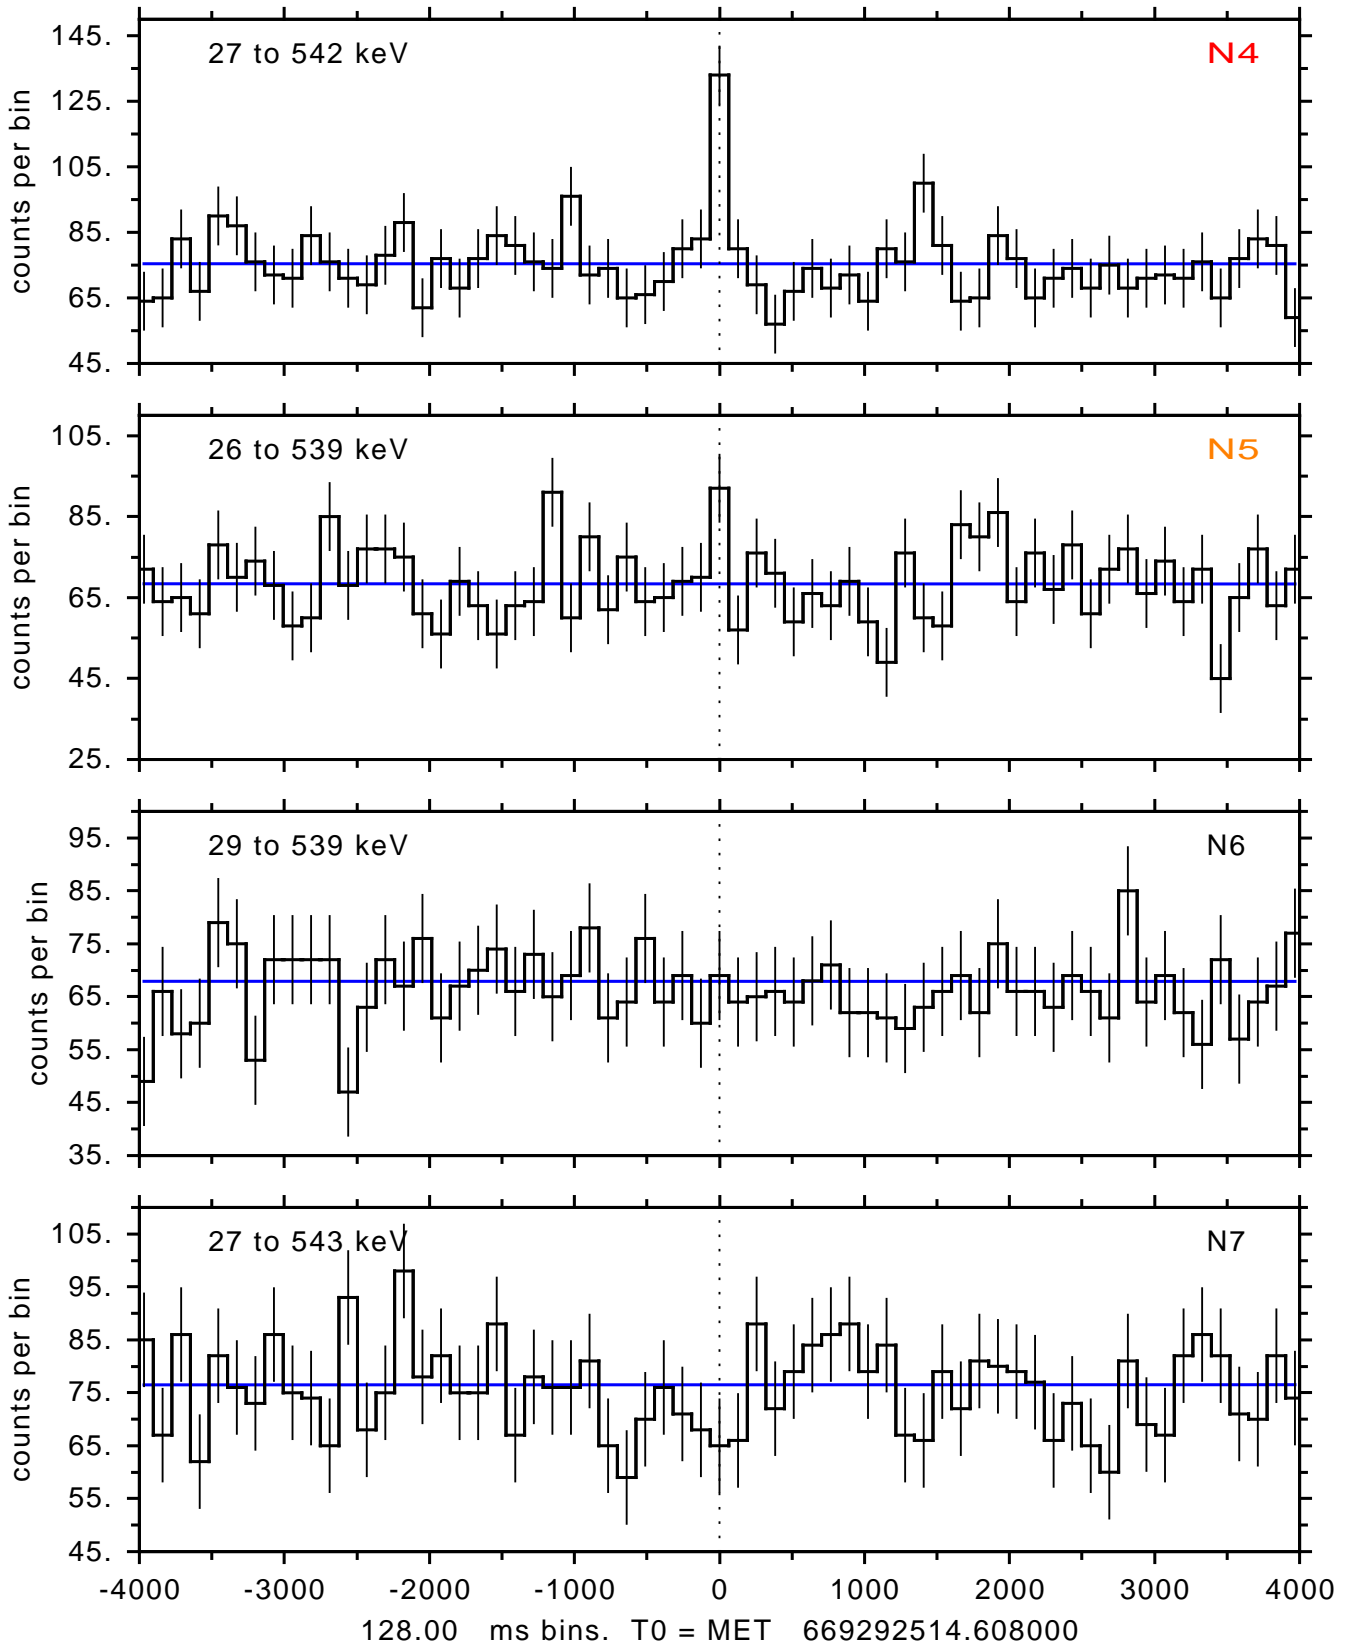 27 to 542 keV N4
145.
125.
105.
85.
65.
45.
counts per bin
26 to 539 keV N5
105.
85.
65.
45.
25.
counts per bin
29 to 539 keV N6
95.
85.
75.
65.
55.
45.
35.
counts per bin
27 to 543 keV N7
105.
95.
85.
75.
65.
55.
45.
counts per bin
-4000 -3000 -2000 -1000 0 1000 2000 3000 4000
128.00 ms bins. T0 = MET 669292514.608000